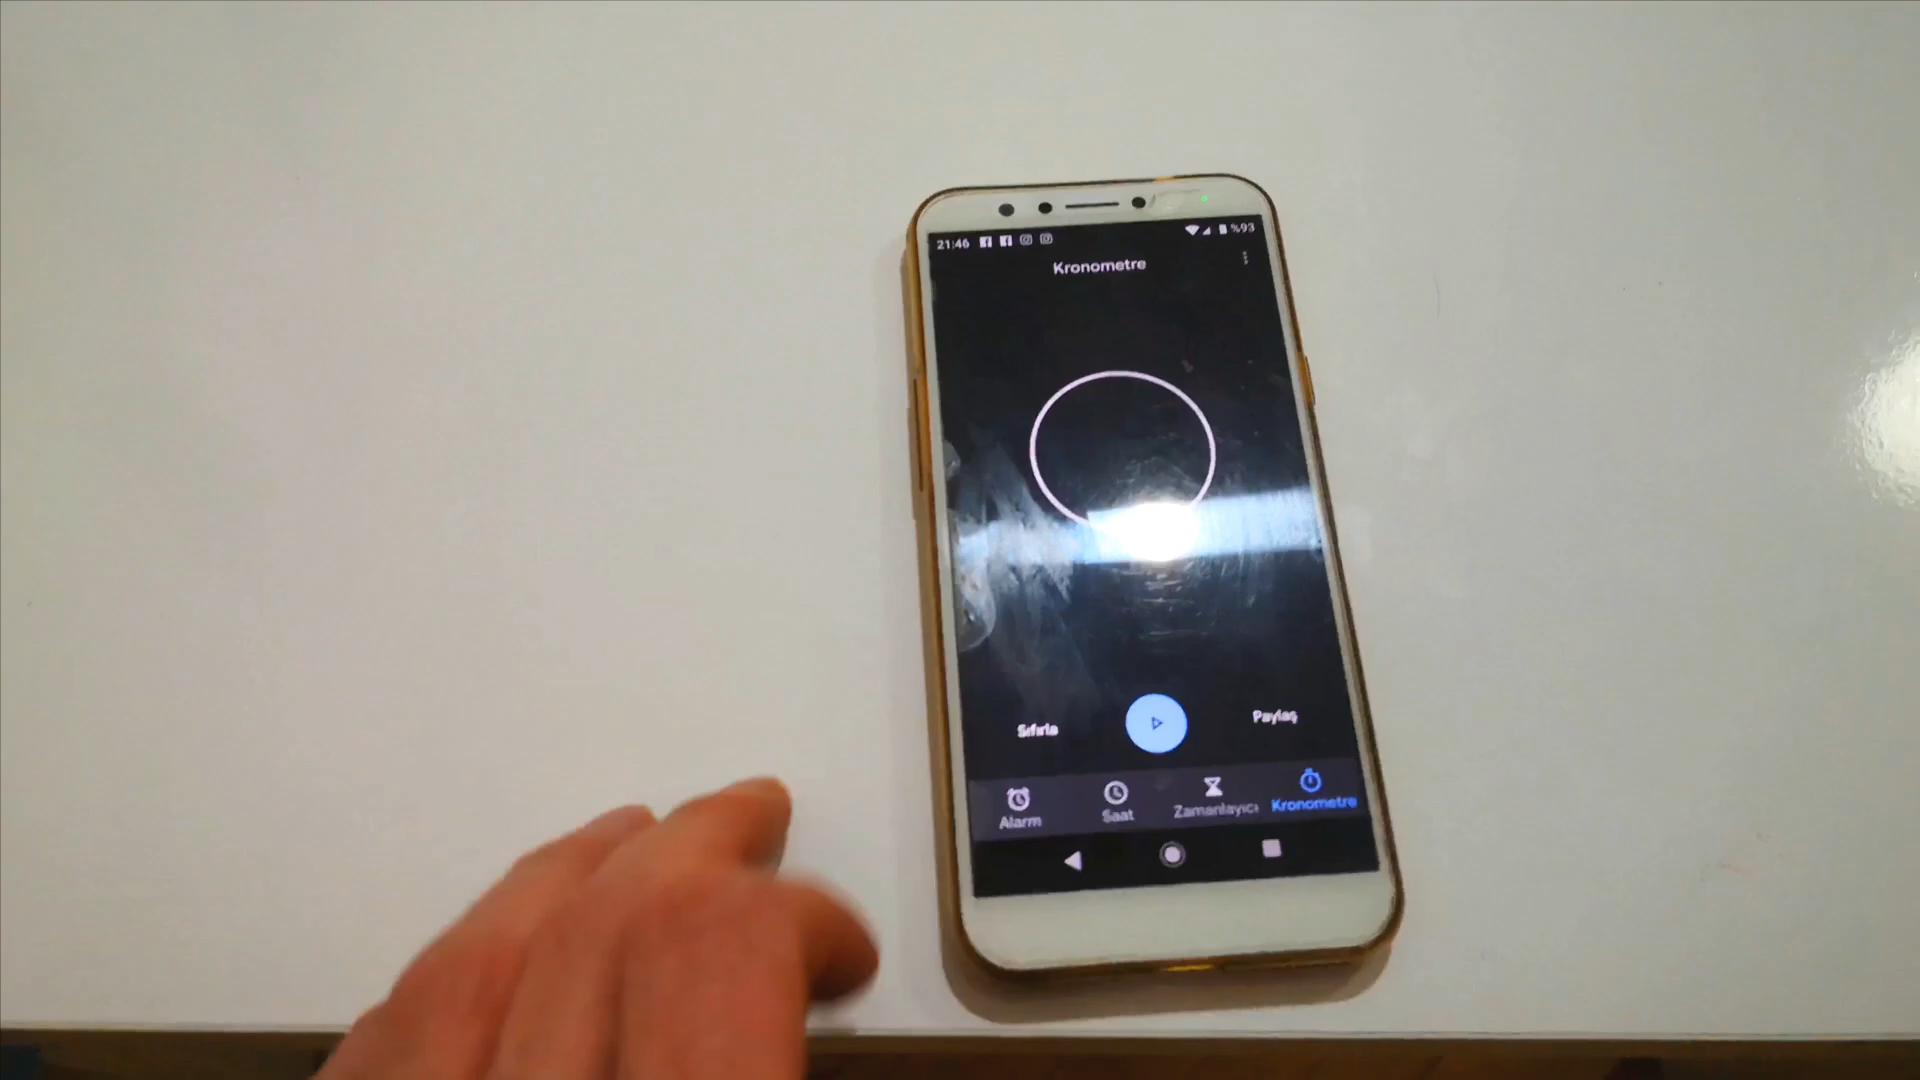 21:46 %93
Kronometre
Sıfırla Paylaş
Alarm Saat Zamanlayıcı Kronometre